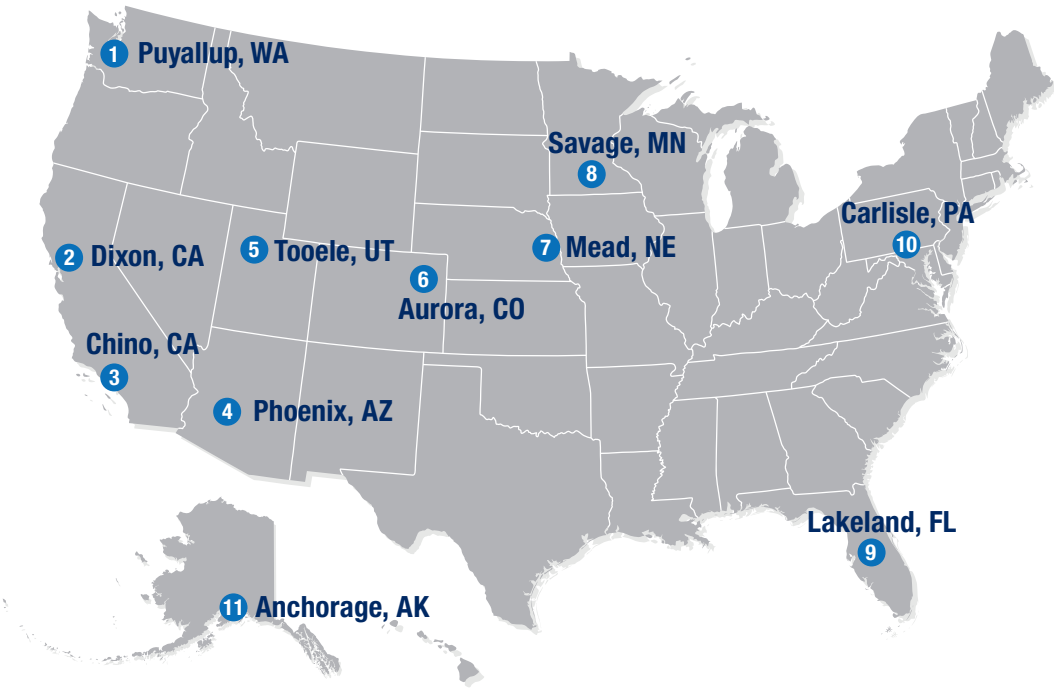 1 Puyallup, WA
Savage, MN
8
Carlisle, PA
10
2 Dixon, CA
5 Tooele, UT
7 Mead, NE
6
Aurora, CO
Chino, CA
3
4 Phoenix, AZ
Lakeland, FL
9
11 Anchorage, AK